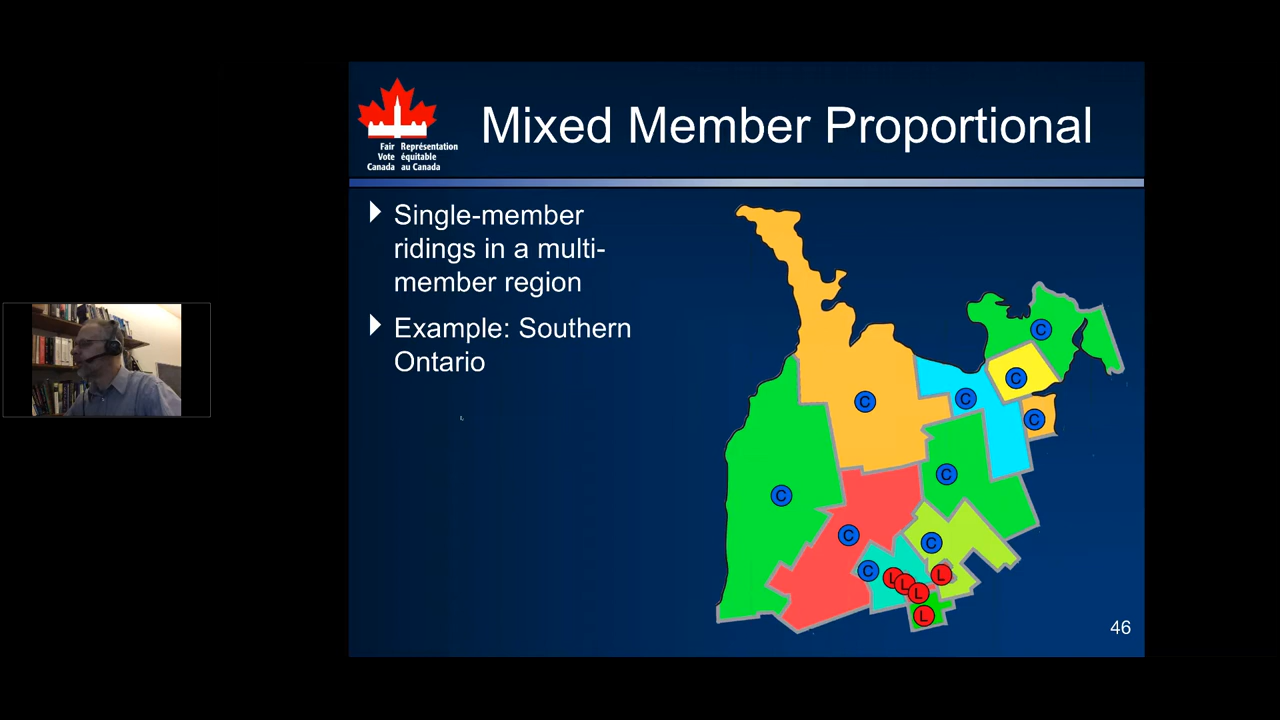 Mixed Member Proportional
Fair Représentation
Vote équitable
Canada au Canada
Single-member
ridings in a multi-
member region
Example: Southern
Ontario
C
C
C
C
C
C
C
C
C
L
L
L
L
L
46